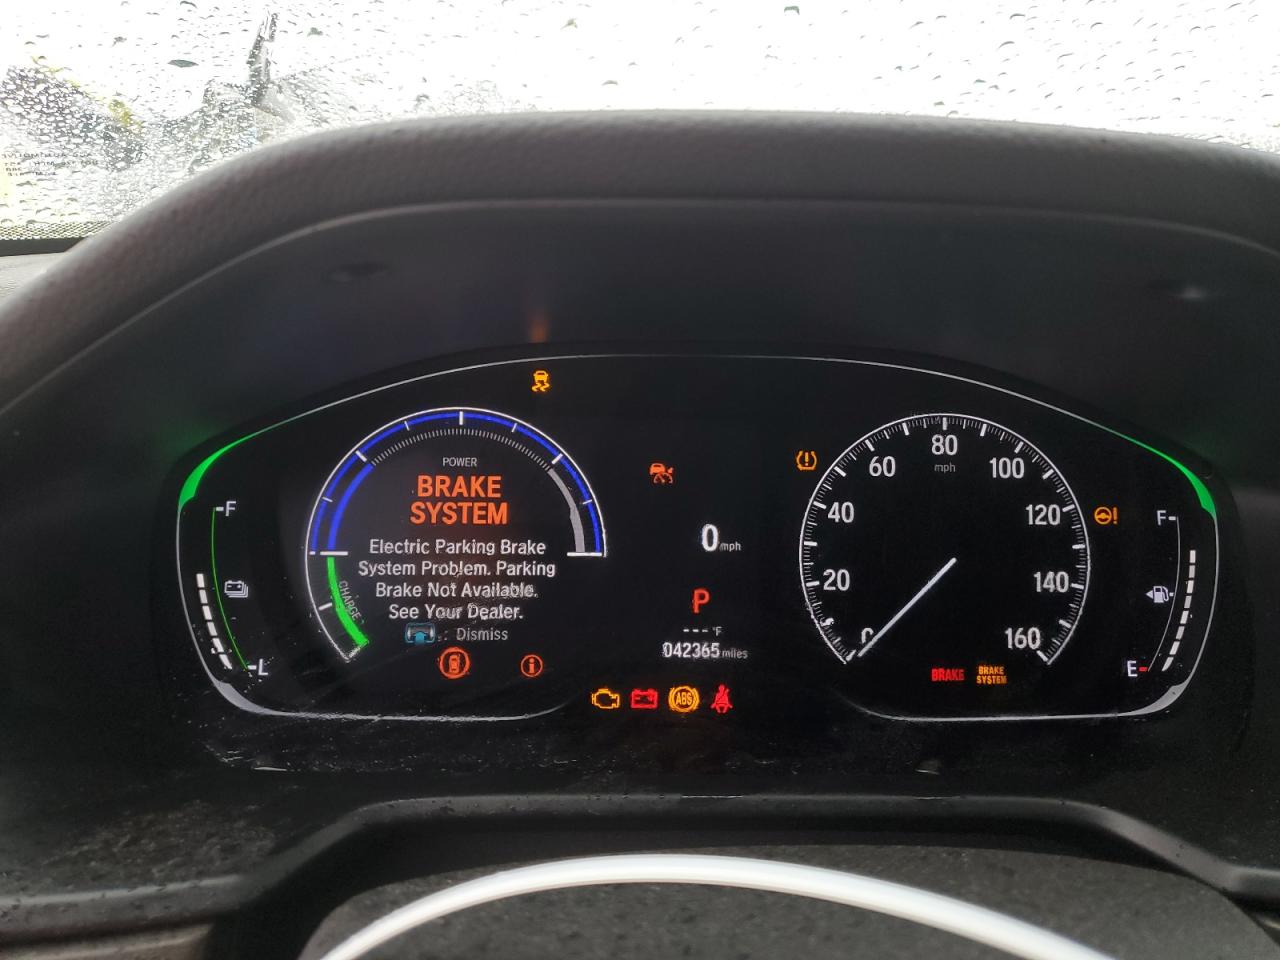 POWER
BRAKE
SYSTEM
Electric Parking Brake
System Problem. Parking
Brake Not Available.
See Your Dealer.
: Dismiss
CHARGE
F
L
0 mph
P
---°F
042365 miles
ABS
0
20
40
60
80
mph
100
120
140
160
BRAKE
BRAKE
SYSTEM
F
E